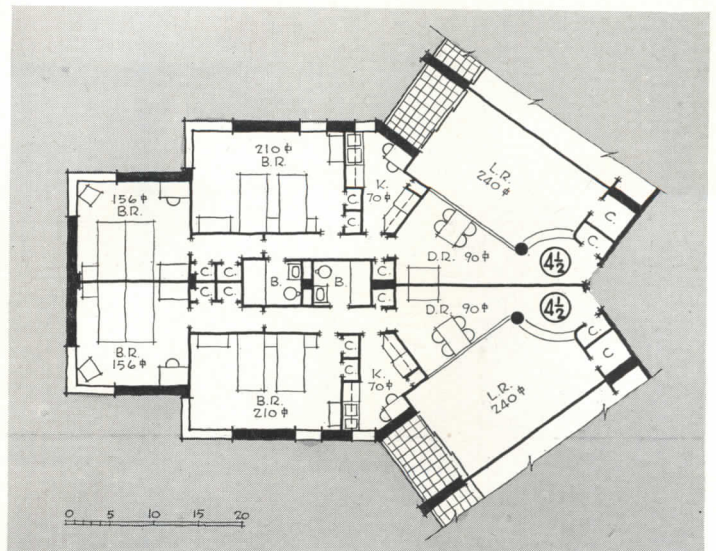 210 ⌀
B.R.
L.R.
240 ⌀
156 ⌀
B.R.
K.
70 ⌀
C.
C.
C.
C.
D.R. 90 ⌀
4½
C.
C.
B.
B.
C.
C.
C.
C.
C.
D.R. 90 ⌀
4½
C.
C.
C.
C.
B.R.
156 ⌀
K.
70 ⌀
B.R.
210 ⌀
L.R.
240 ⌀
0 5 10 15 20